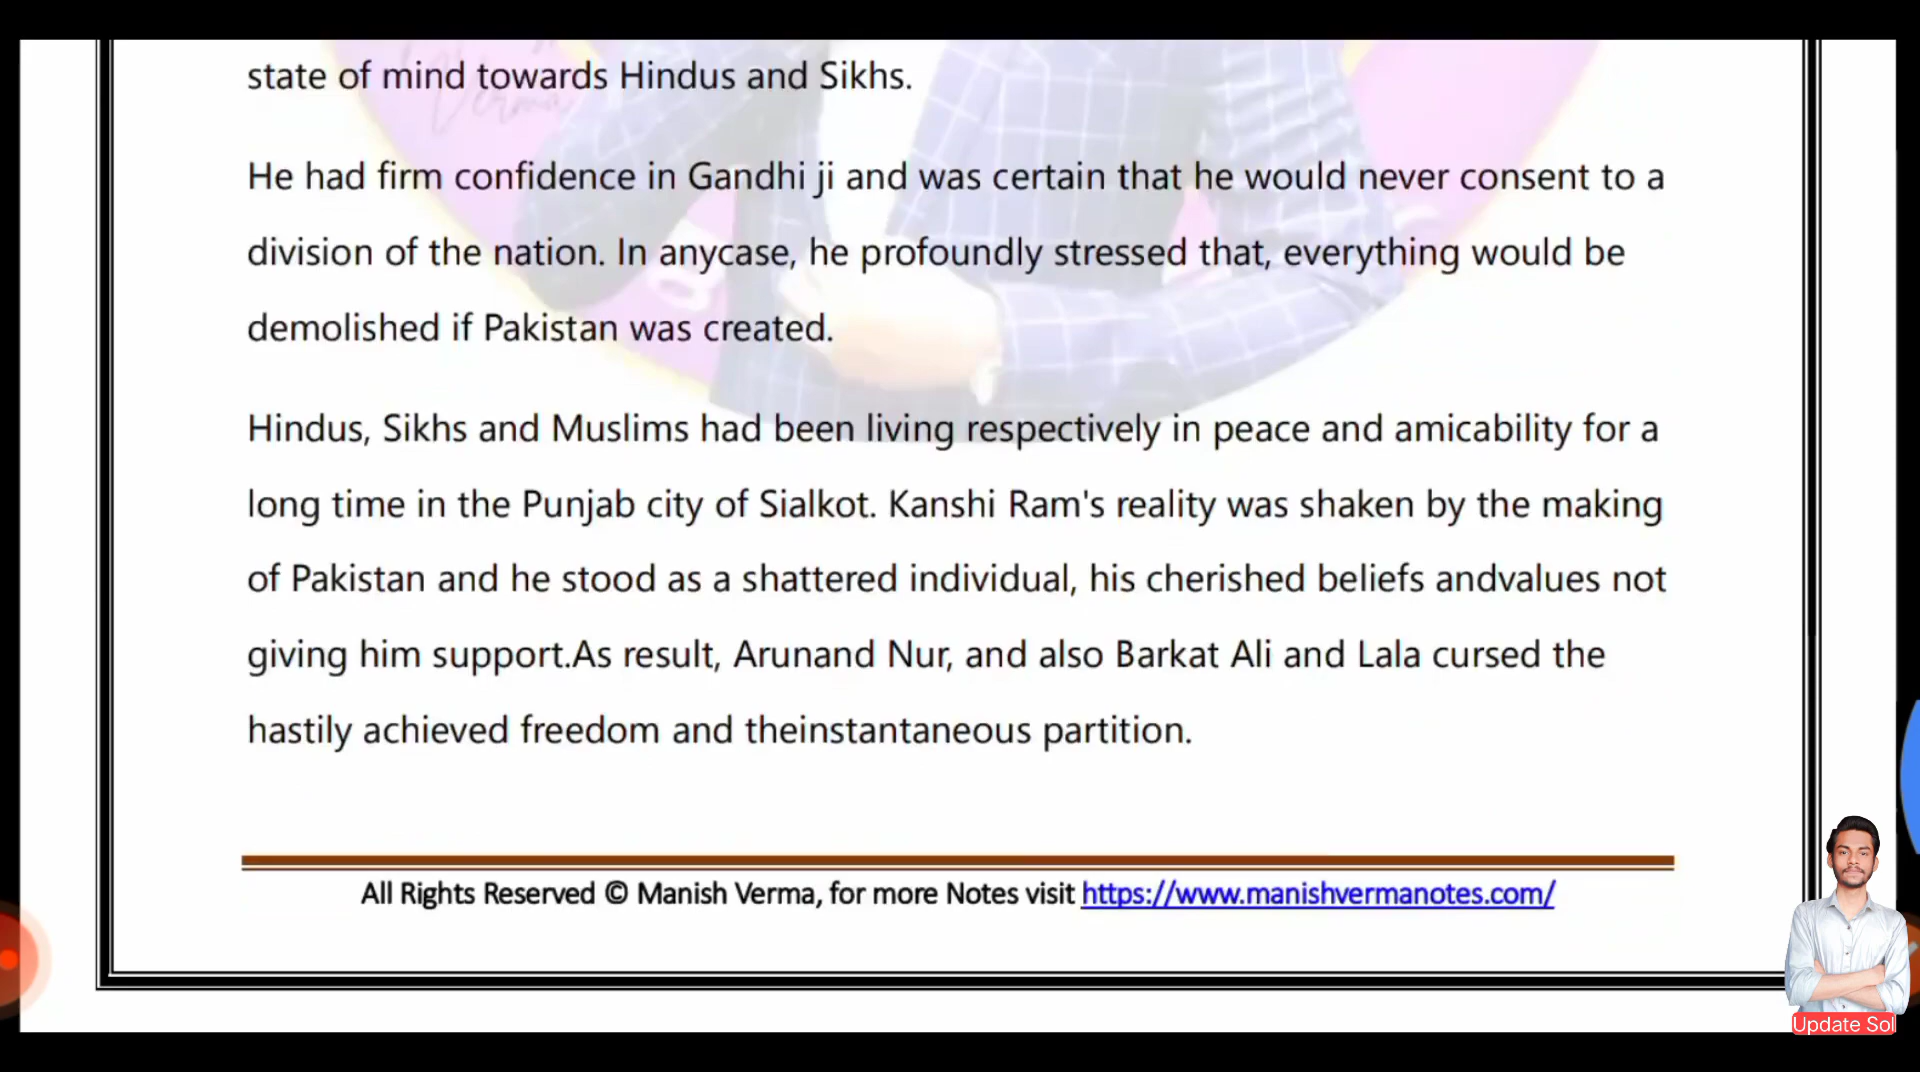 state of mind towards Hindus and Sikhs.
He had firm confidence in Gandhi ji and was certain that he would never consent to a
division of the nation. In anycase, he profoundly stressed that, everything would be
demolished if Pakistan was created.
Hindus, Sikhs and Muslims had been living respectively in peace and amicability for a
long time in the Punjab city of Sialkot. Kanshi Ram's reality was shaken by the making
of Pakistan and he stood as a shattered individual, his cherished beliefs andvalues not
giving him support.As result, Arunand Nur, and also Barkat Ali and Lala cursed the
hastily achieved freedom and theinstantaneous partition.
All Rights Reserved © Manish Verma, for more Notes visit https://www.manishvermanotes.com/
Update Sol